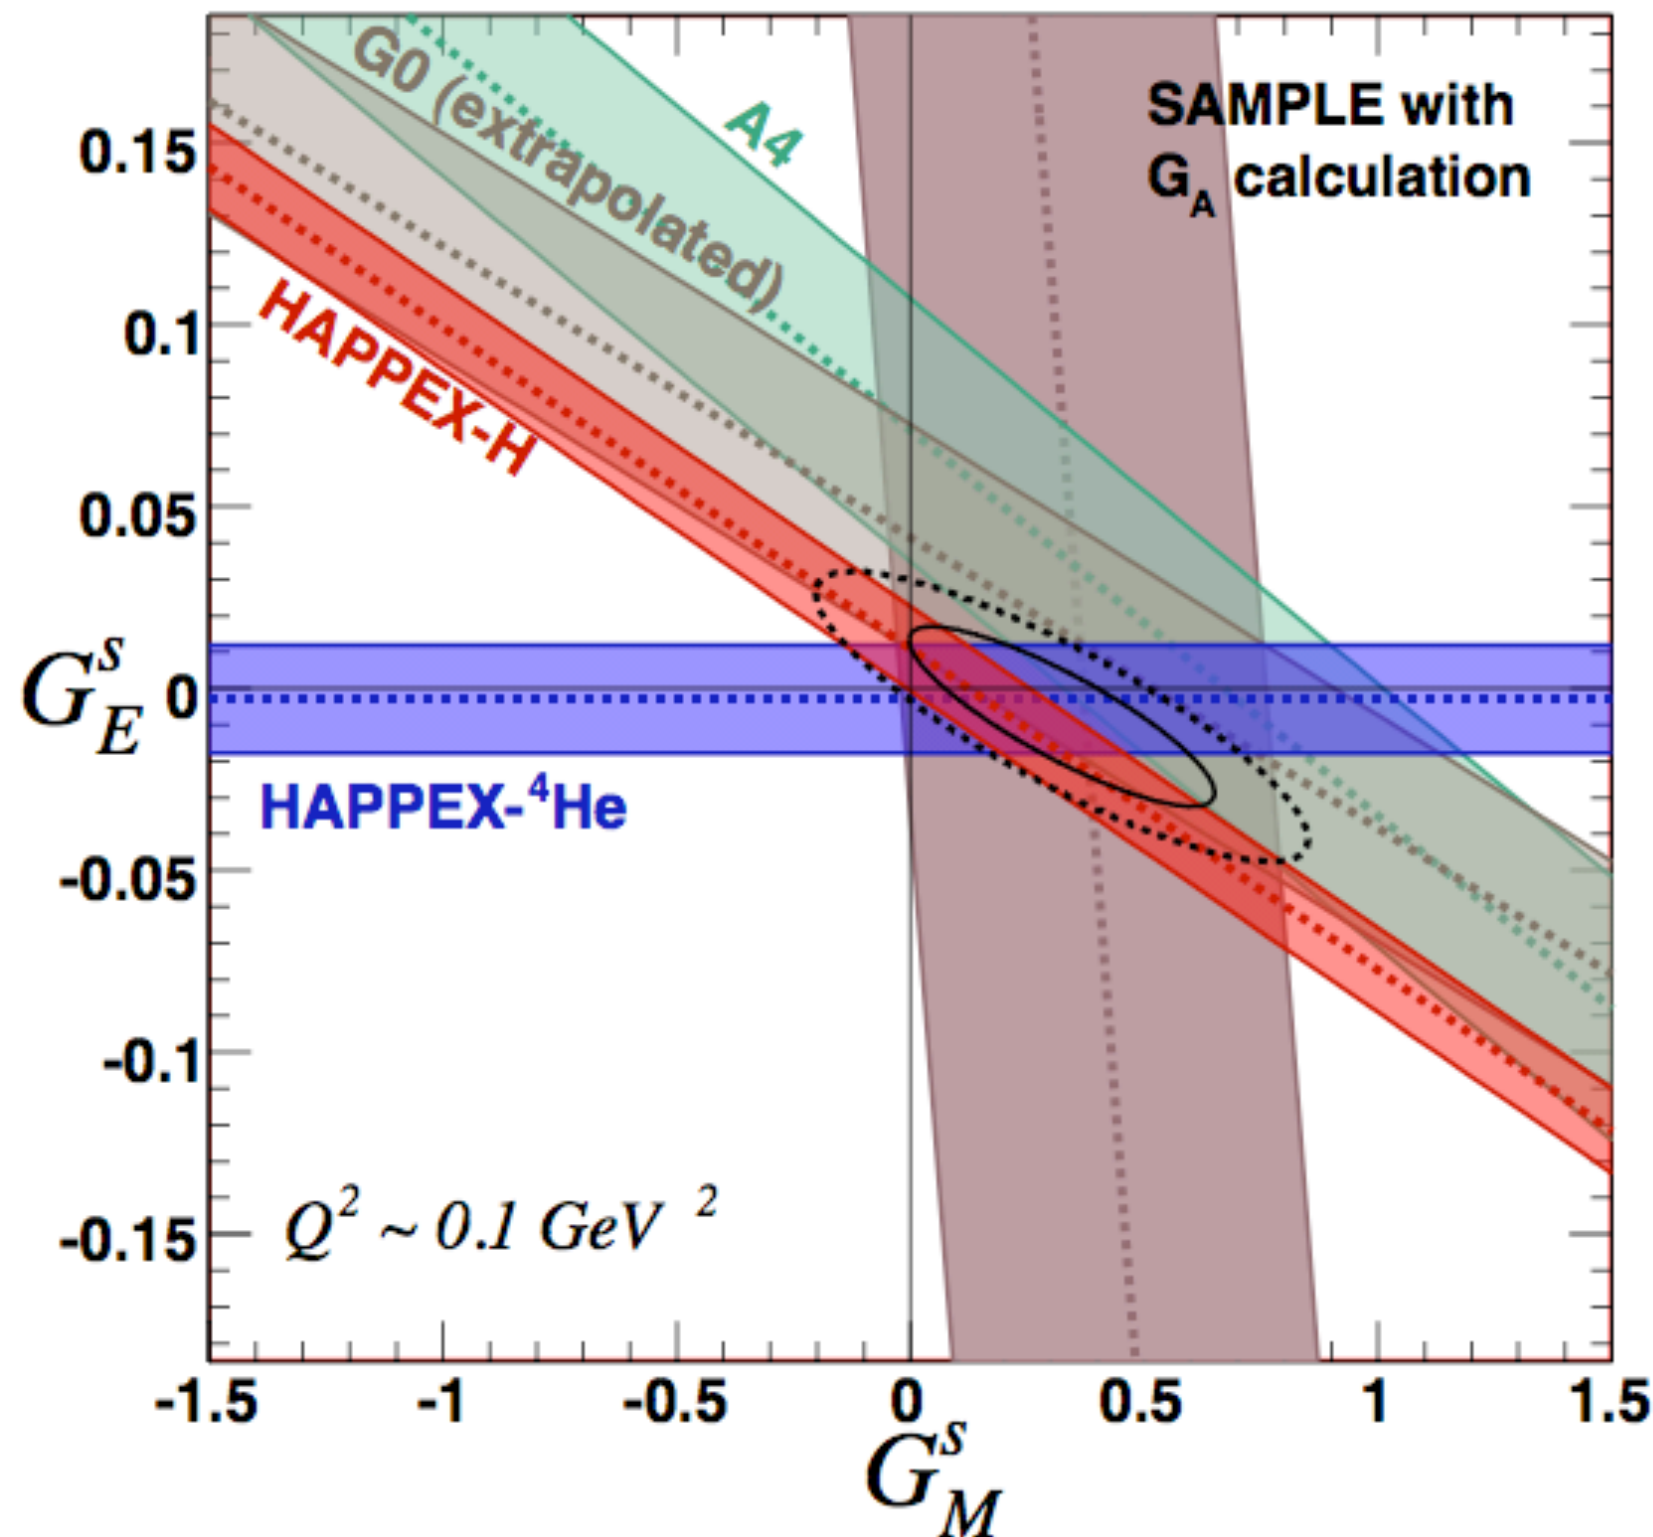 G0 (extrapolated)
A4
SAMPLE with
G_A calculation
HAPPEX-H
HAPPEX-⁴He
Q² ~ 0.1 GeV ²
0.15
0.1
0.05
0
-0.05
-0.1
-0.15
G^s_E
-1.5 -1 -0.5 0 0.5 1 1.5
G^s_M